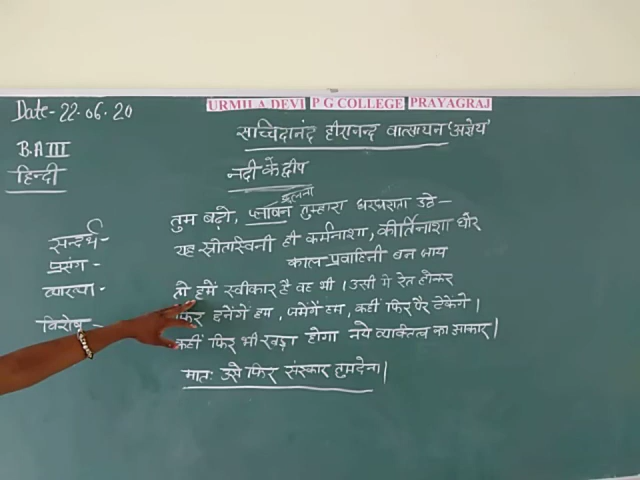 URMILA DEVI P G COLLEGE PRAYAGRAJ
Date-22.06.20
सच्चिदानंद हीरानन्द वात्सायन 'अज्ञेय'
B.A III
हिन्दी
नदी के द्वीप
तुम बढ़ो, प्लावन तुम्हारा घरघराता उठे-
सन्दर्भ-
यह स्रोतस्विनी ही कर्मनाशा, कीर्तिनाशा घोर
काल प्रवाहिनी बन जाय
प्रसंग-
व्याख्या-
तो हमें स्वीकार है वह भी । उसी में रेत होकर
फिर छनेंगें हम, जमेगें हम, कहीं फिर पैर टेकेगें ।
विशेष-
कहीं फिर भी खड़ा होगा नये व्यक्तित्व का आकार।
मातः उसे फिर संस्कार तुम देना।